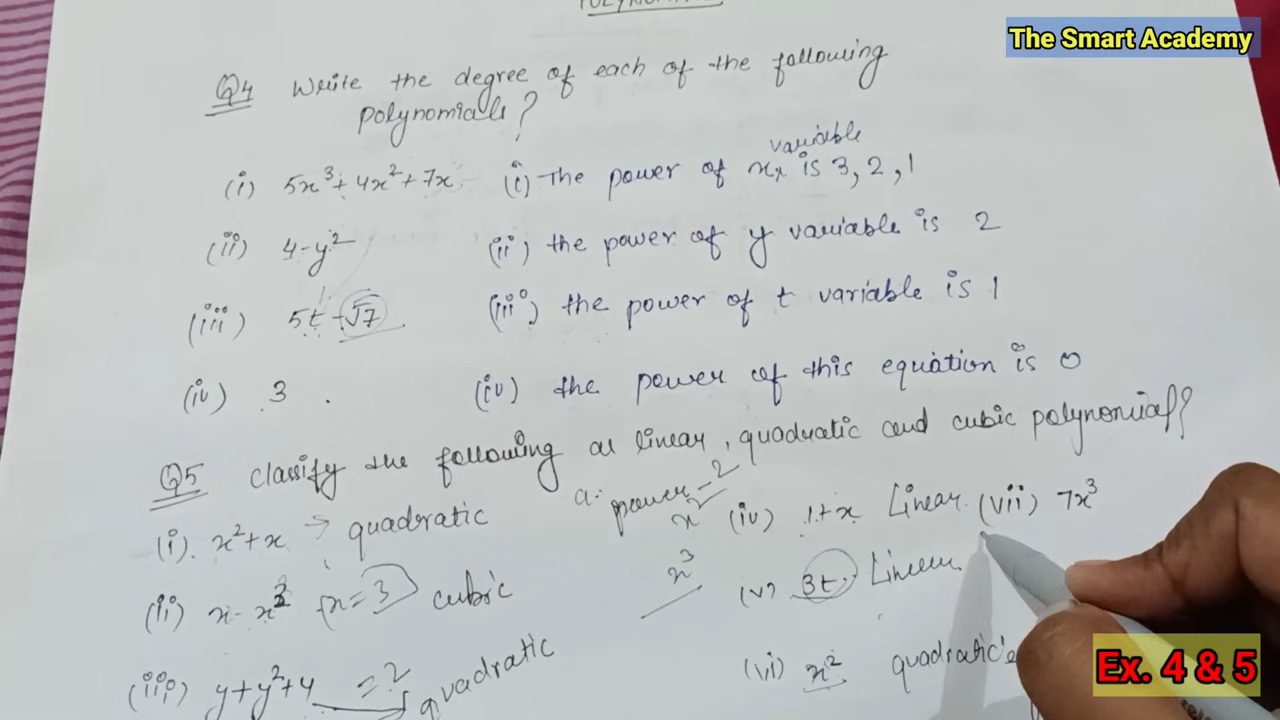 The Smart Academy
Q4 Write the degree of each of the following
polynomials?
variable
(i) 5x³+4x²+7x. (i) The power of x is 3, 2, 1
(ii) 4-y² (ii) the power of y variable is 2
(iii) 5t-√7 (iii) the power of t variable is 1
(iv) 3. (iv) the power of this equation is 0
Q5 Classify the following as linear, quadratic and cubic polynomial?
power-2
(i). x²+x → quadratic x² (iv) 1+x Linear. (vii) 7x³
(ii) x-x³ (x=3) cubic x³ (v) 3t. Linear.
(iii) y+y²+4 =2 quadratic (vi) x² quadratic
Ex. 4 & 5